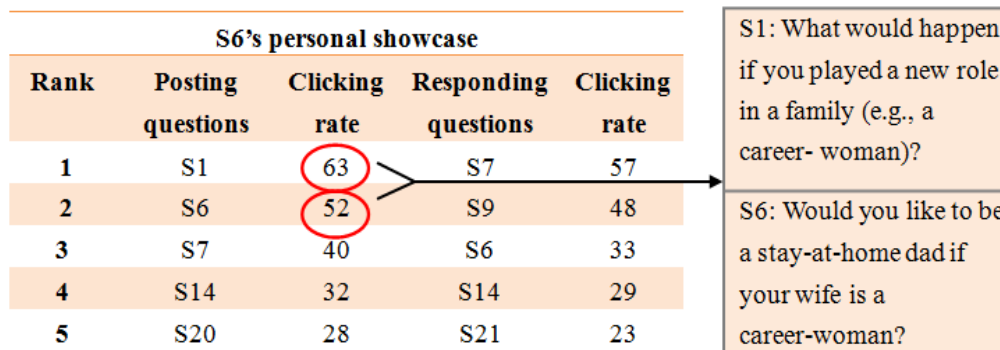 S6's personal showcase
Rank Posting questions Clicking rate Responding questions Clicking rate
1 S1 63 S7 57
2 S6 52 S9 48
3 S7 40 S6 33
4 S14 32 S14 29
5 S20 28 S21 23
S1: What would happen
if you played a new role
in a family (e.g., a
career- woman)?
S6: Would you like to be
a stay-at-home dad if
your wife is a
career-woman?